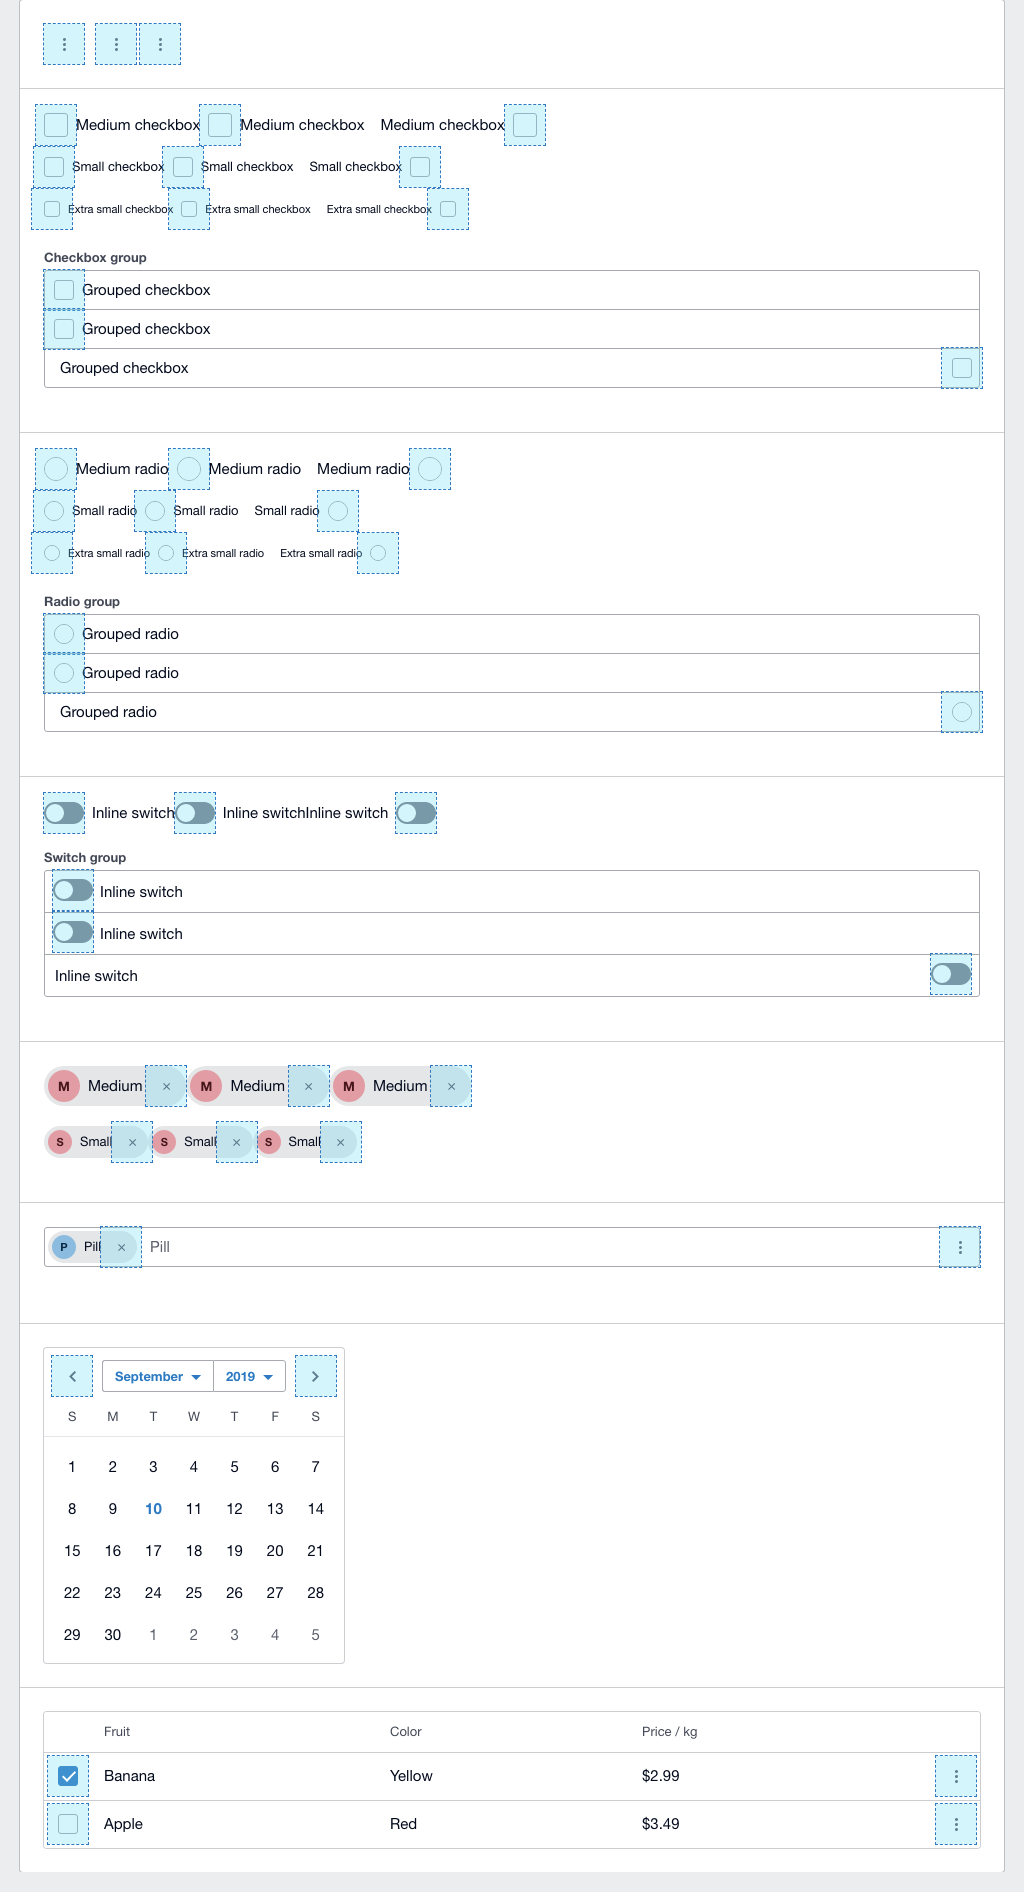 Medium checkbox Medium checkbox Medium checkbox
Small checkbox Small checkbox Small checkbox
Extra small checkbox Extra small checkbox Extra small checkbox
Checkbox group
Grouped checkbox
Grouped checkbox
Grouped checkbox
Medium radio Medium radio Medium radio
Small radio Small radio Small radio
Extra small radio Extra small radio Extra small radio
Radio group
Grouped radio
Grouped radio
Grouped radio
Inline switch Inline switchInline switch
Switch group
Inline switch
Inline switch
Inline switch
M Medium × M Medium × M Medium ×
S Small × S Small × S Small ×
P Pill × Pill
September 2019
S M T W T F S
1 2 3 4 5 6 7
8 9 10 11 12 13 14
15 16 17 18 19 20 21
22 23 24 25 26 27 28
29 30 1 2 3 4 5
Fruit Color Price / kg
Banana Yellow $2.99
Apple Red $3.49